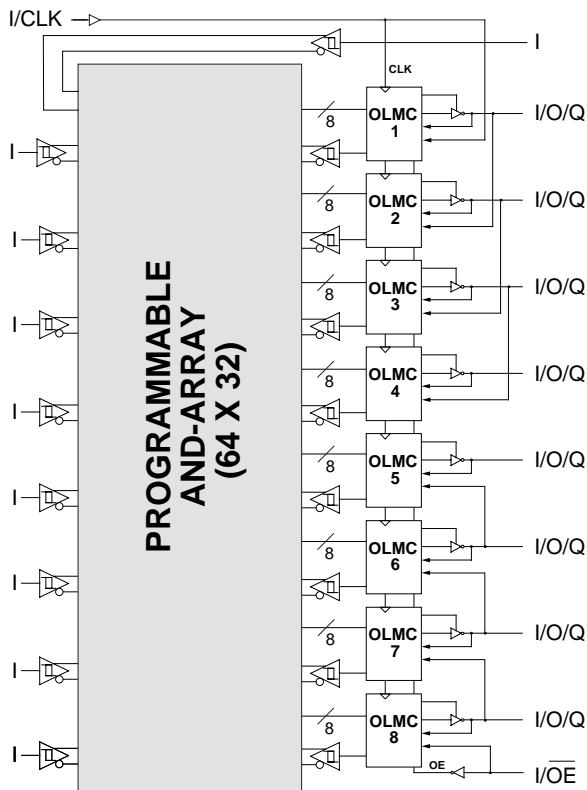 I/CLK
I
CLK
OLMC
1
8
I/O/Q
I
OLMC
2
8
I/O/Q
I
OLMC
3
8
I/O/Q
I
PROGRAMMABLE
AND-ARRAY
(64 X 32)
OLMC
4
8
I/O/Q
I
OLMC
5
8
I/O/Q
I
OLMC
6
8
I/O/Q
I
OLMC
7
8
I/O/Q
I
OLMC
8
8
I/O/Q
I
OE
I/O̅E̅